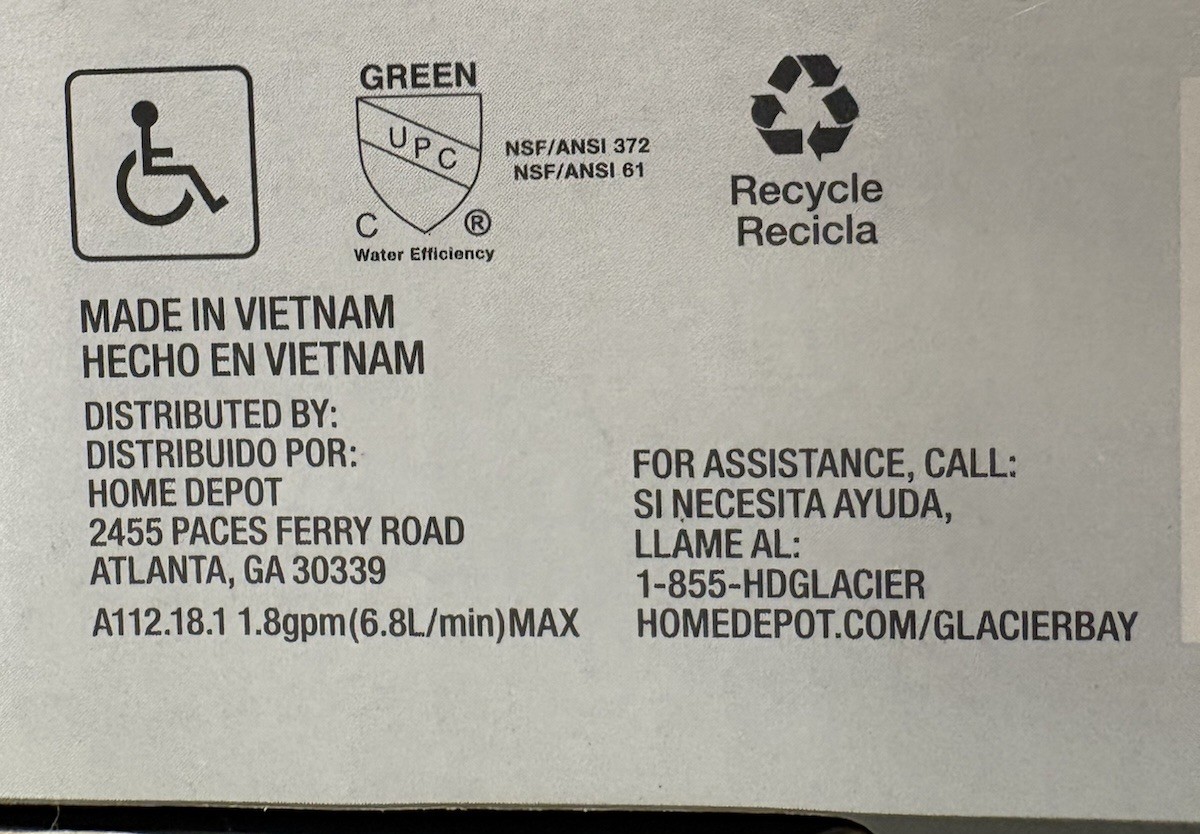 GREEN
UPC
C ®
Water Efficiency
NSF/ANSI 372
NSF/ANSI 61
Recycle
Recicla
MADE IN VIETNAM
HECHO EN VIETNAM
DISTRIBUTED BY:
DISTRIBUIDO POR:
HOME DEPOT
2455 PACES FERRY ROAD
ATLANTA, GA 30339
A112.18.1 1.8gpm(6.8L/min)MAX
FOR ASSISTANCE, CALL:
SI NECESITA AYUDA,
LLAME AL:
1-855-HDGLACIER
HOMEDEPOT.COM/GLACIERBAY